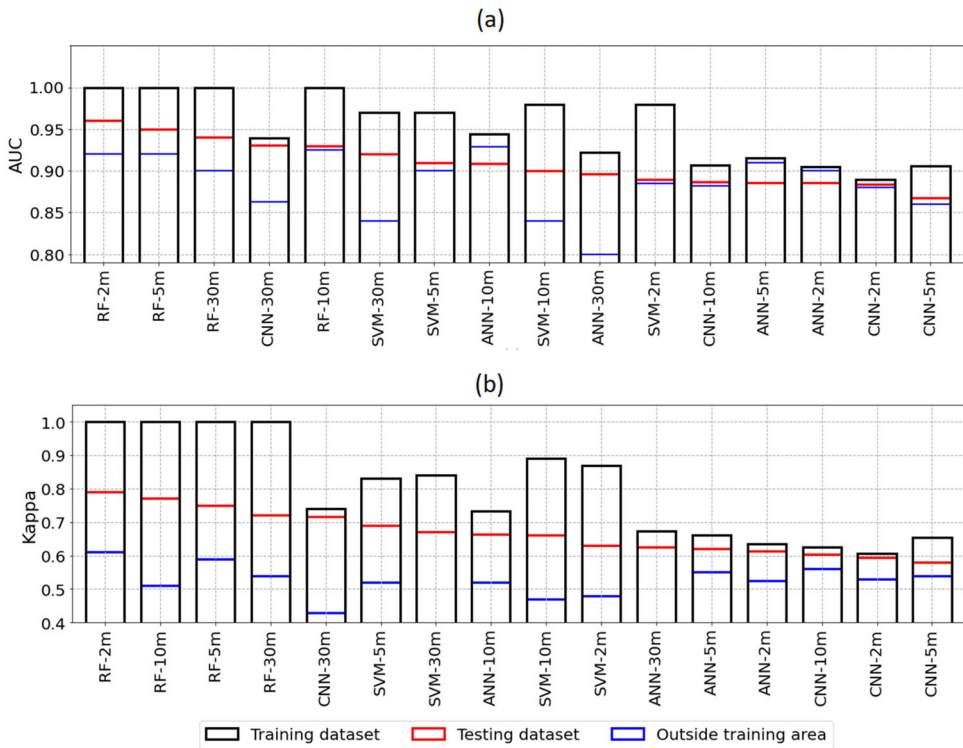 (a)
AUC
1.00
0.95
0.90
0.85
0.80
RF-2m
RF-5m
RF-30m
CNN-30m
RF-10m
SVM-30m
SVM-5m
ANN-10m
SVM-10m
ANN-30m
SVM-2m
CNN-10m
ANN-5m
ANN-2m
CNN-2m
CNN-5m
(b)
Kappa
1.0
0.9
0.8
0.7
0.6
0.5
0.4
RF-2m
RF-10m
RF-5m
RF-30m
CNN-30m
SVM-5m
SVM-30m
ANN-10m
SVM-10m
SVM-2m
ANN-30m
ANN-5m
ANN-2m
CNN-10m
CNN-2m
CNN-5m
Training dataset
Testing dataset
Outside training area